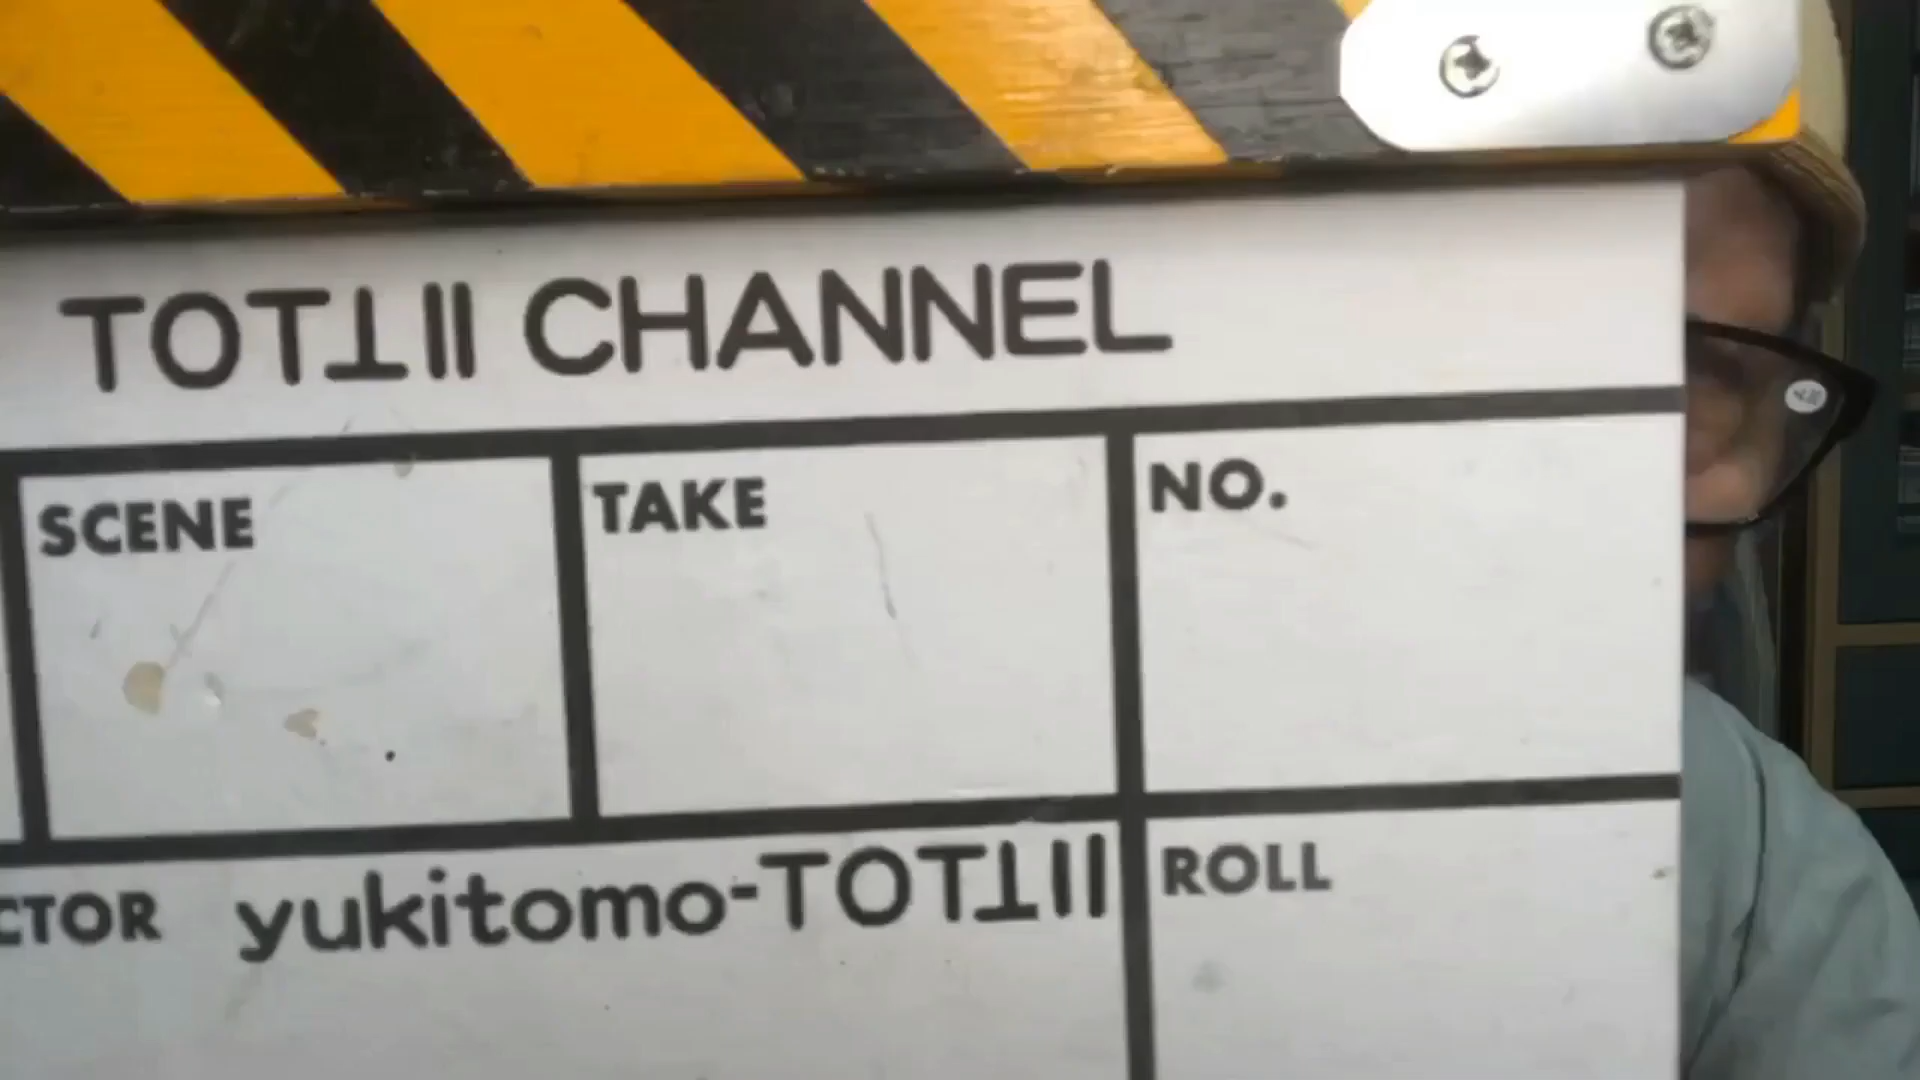 TOT⊥II CHANNEL
SCENE TAKE NO.
CTOR yukitomo-TOT⊥II ROLL